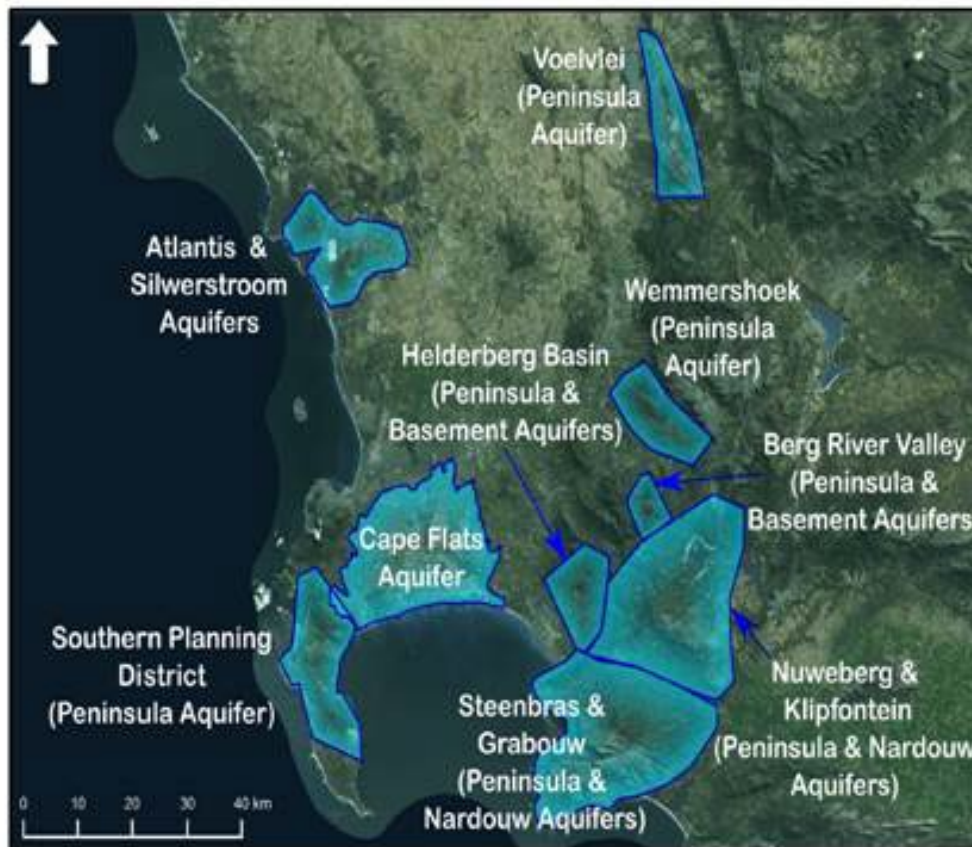 Voelvlei
(Peninsula
Aquifer)
Atlantis &
Silwerstroom
Aquifers
Wemmershoek
(Peninsula
Aquifer)
Helderberg Basin
(Peninsula &
Basement Aquifers)
Berg River Valley
(Peninsula &
Basement Aquifers
Cape Flats
Aquifer
Southern Planning
District
(Peninsula Aquifer)
Steenbras &
Grabouw
(Peninsula &
Nardouw Aquifers)
Nuweberg &
Klipfontein
(Peninsula & Nardouw
Aquifers)
0 10 20 30 40 km